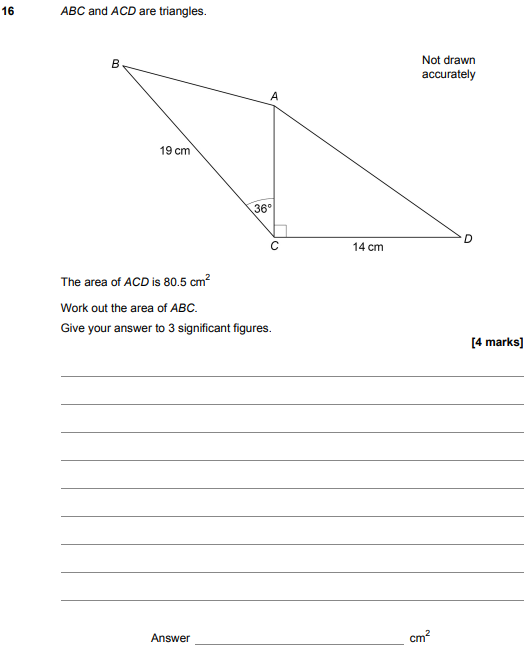 16 ABC and ACD are triangles.
Not drawn
accurately
B
A
19 cm
36°
C
14 cm
D
The area of ACD is 80.5 cm²
Work out the area of ABC.
Give your answer to 3 significant figures.
[4 marks]
Answer cm²